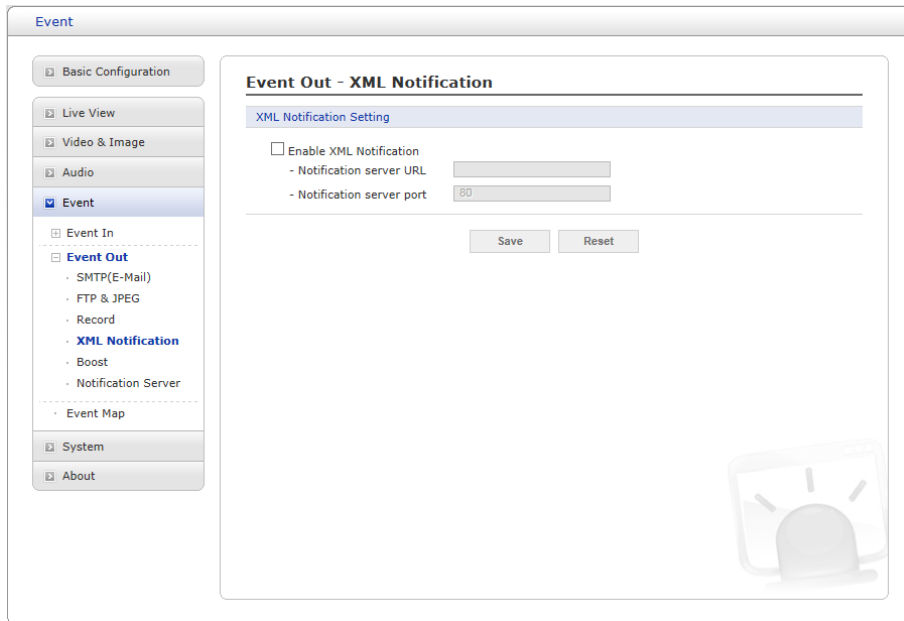 Event
Basic Configuration
Live View
Video & Image
Audio
Event
Event In
Event Out
· SMTP(E-Mail)
· FTP & JPEG
· Record
· XML Notification
· Boost
· Notification Server
· Event Map
System
About
Event Out - XML Notification
XML Notification Setting
Enable XML Notification
- Notification server URL
- Notification server port 80
Save Reset